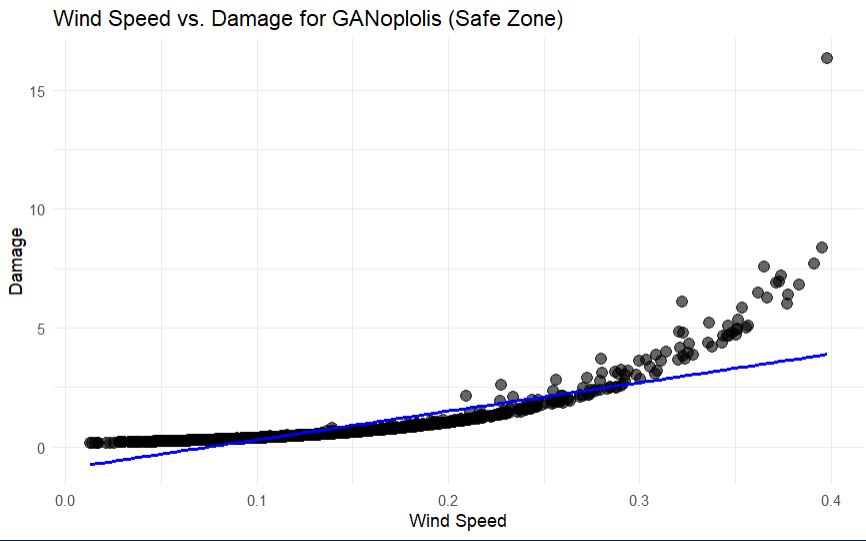 Wind Speed vs. Damage for GANoplolis (Safe Zone)
15
10
5
0
Damage
0.0 0.1 0.2 0.3 0.4
Wind Speed